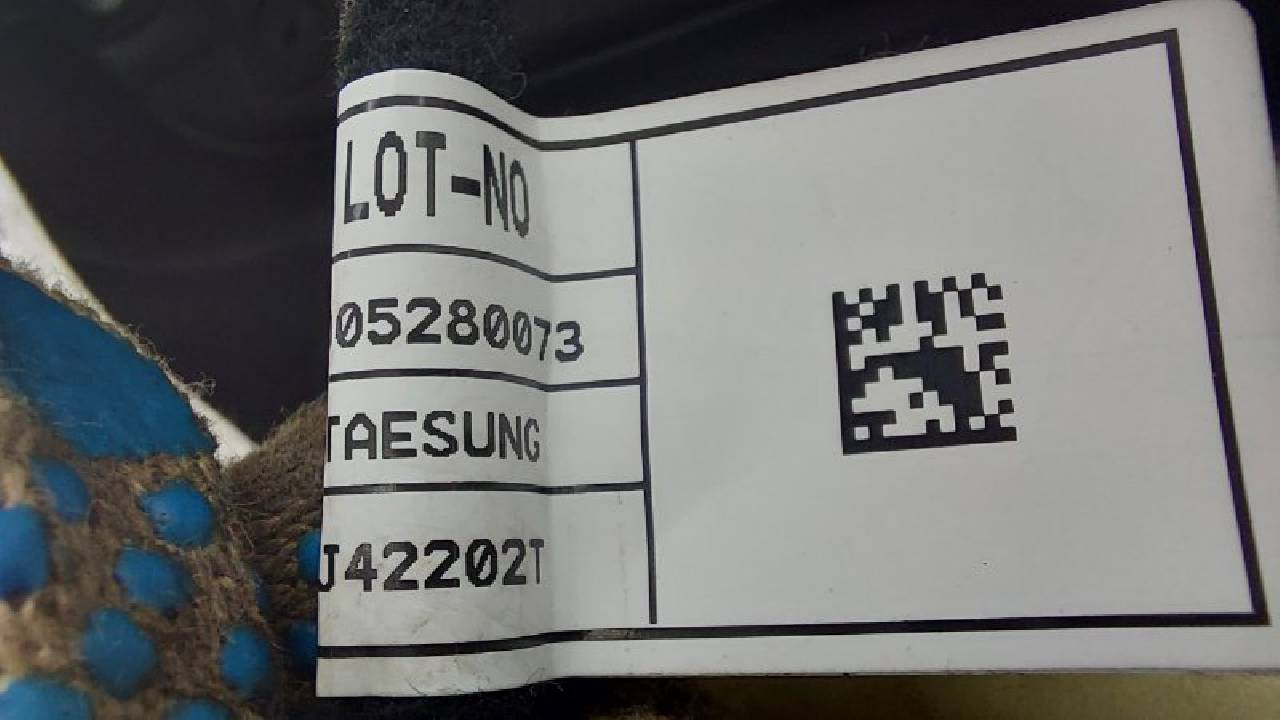 LOT-NO
05280073
TAESUNG
J42202T